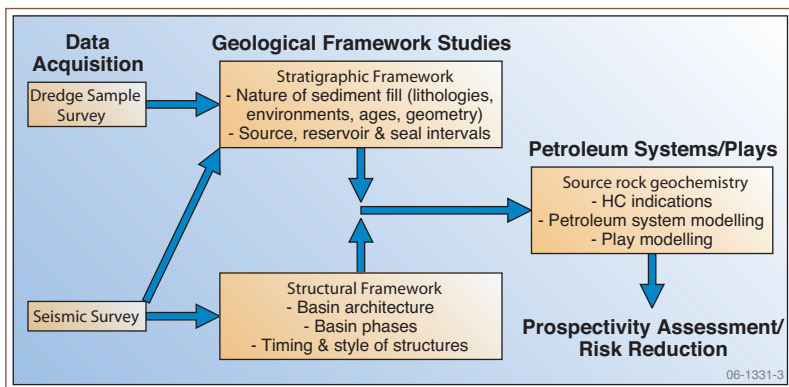 Data
Acquisition
Dredge Sample
Survey
Seismic Survey
Geological Framework Studies
Stratigraphic Framework
- Nature of sediment fill (lithologies,
environments, ages, geometry)
- Source, reservoir & seal intervals
Structural Framework
- Basin architecture
- Basin phases
- Timing & style of structures
Petroleum Systems/Plays
Source rock geochemistry
- HC indications
- Petroleum system modelling
- Play modelling
Prospectivity Assessment/
Risk Reduction
06-1331-3